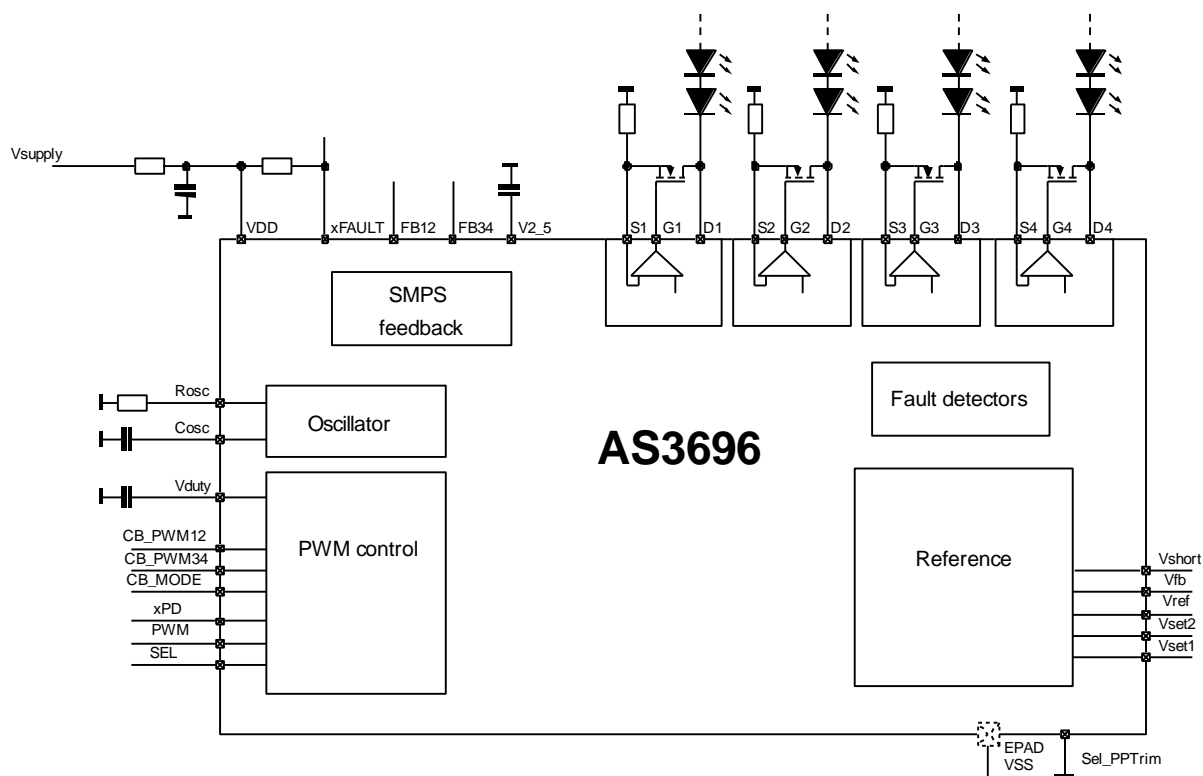 Vsupply
VDD
xFAULT
FB12
FB34
V2_5
S1
G1
D1
S2
G2
D2
S3
G3
D3
S4
G4
D4
SMPS
feedback
Rosc
Cosc
Oscillator
Fault detectors
AS3696
Vduty
CB_PWM12
CB_PWM34
CB_MODE
xPD
PWM
SEL
PWM control
Reference
Vshort
Vfb
Vref
Vset2
Vset1
EPAD
VSS
Sel_PPTrim